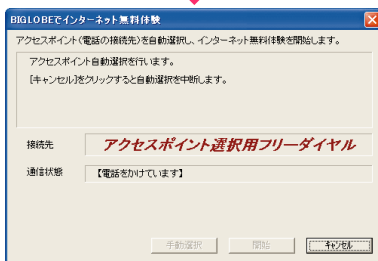 BIGLOBEでインターネット無料体験
アクセスポイント(電話の接続先)を自動選択し、インターネット無料体験を開始します。
アクセスポイント自動選択を行います。
[キャンセル]をクリックすると自動選択を中断します。
接続先
アクセスポイント選択用フリーダイヤル
通信状態
【電話をかけています】
手動選択
開始
キャンセル